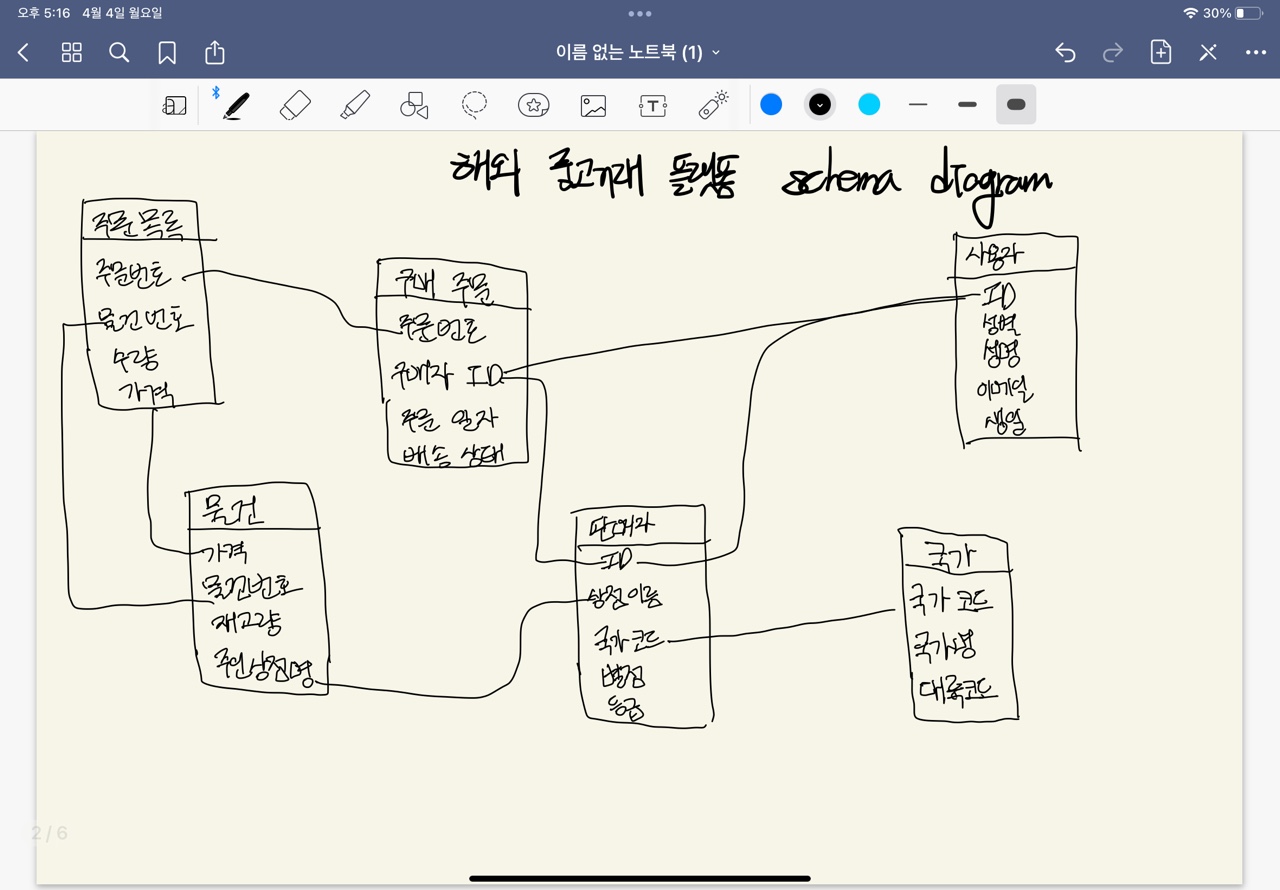 오후 5:16 4월 4일 월요일
30%
이름 없는 노트북 (1)
해외 중고거래 플랫폼 schema diagram
주문 목록
주문번호
물건번호
수량
가격
구매 주문
주문 번호
구매자 ID
주문 일자
배송 상태
사용자
ID
성별
성명
이메일
생일
물건
가격
물건번호
재고량
주인상점명
판매자
ID
상점이름
국가코드
별점
등급
국가
국가 코드
국가명
대륙코드
2 / 6